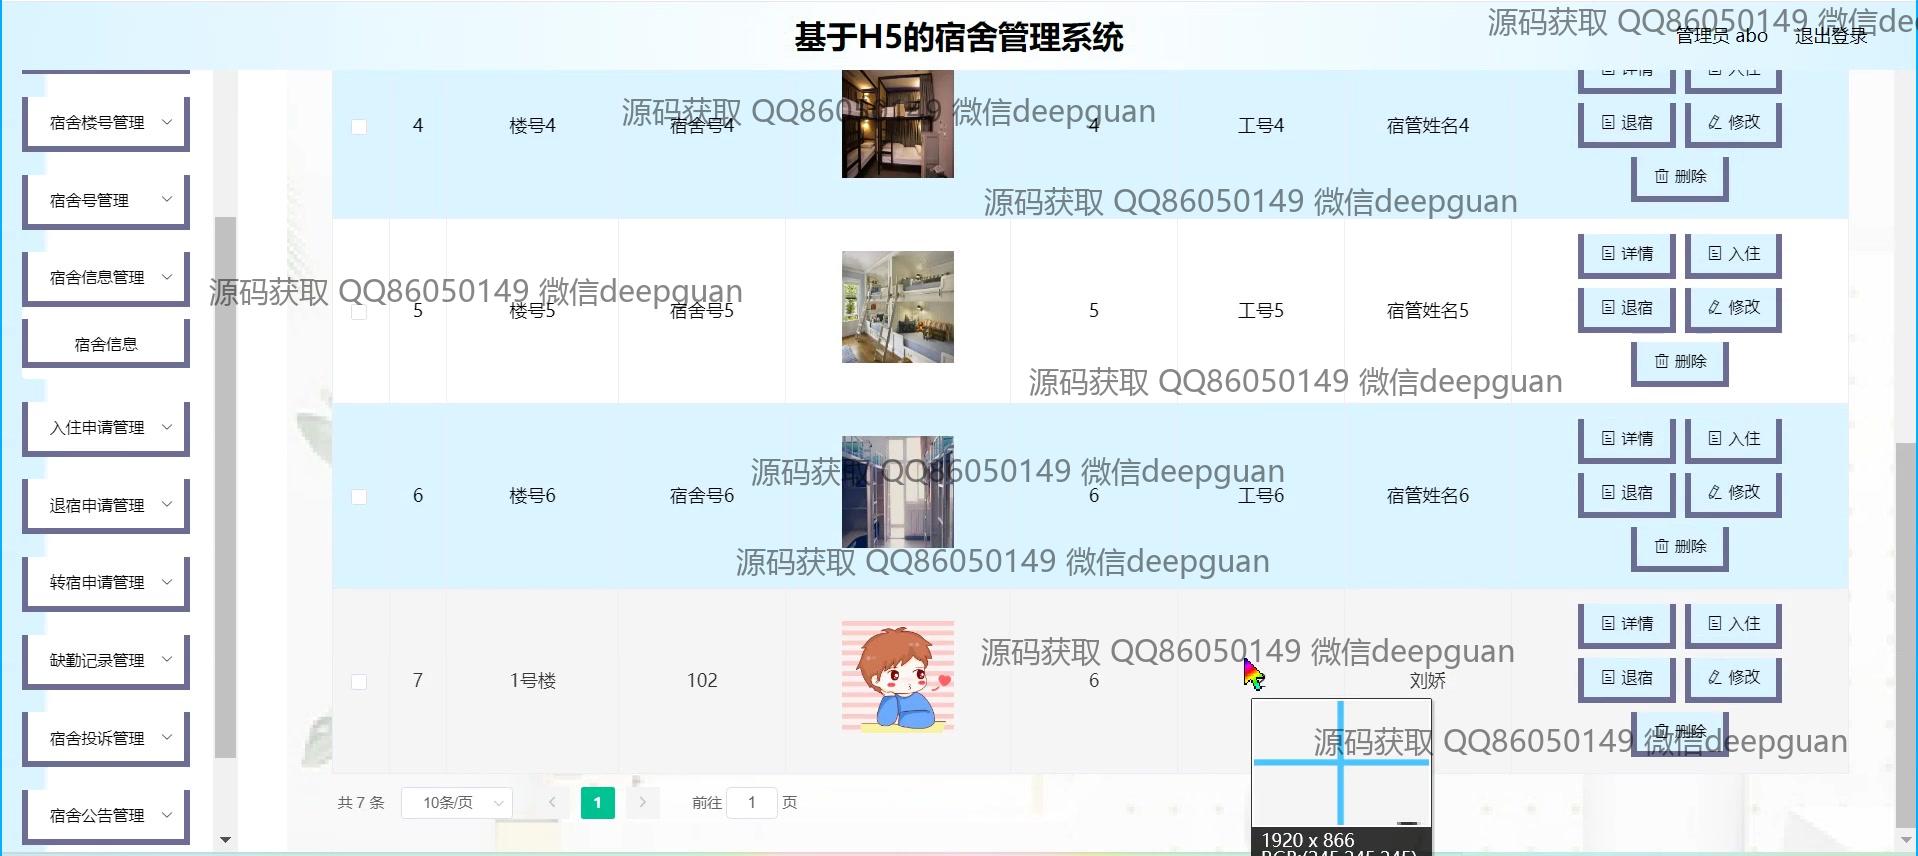 基于H5的宿舍管理系统
源码获取 QQ86050149 微信de
管理员 abo 退出登录
宿舍楼号管理
宿舍号管理
宿舍信息管理
宿舍信息
入住申请管理
退宿申请管理
转宿申请管理
缺勤记录管理
宿舍投诉管理
宿舍公告管理
详情 入住
源码获取 QQ86050149 微信deepguan
4 楼号4 宿舍号4 4 工号4 宿管姓名4
退宿 修改
删除
源码获取 QQ86050149 微信deepguan
详情 入住
源码获取 QQ86050149 微信deepguan
5 楼号5 宿舍号5 5 工号5 宿管姓名5
退宿 修改
删除
源码获取 QQ86050149 微信deepguan
详情 入住
源码获取 QQ86050149 微信deepguan
6 楼号6 宿舍号6 6 工号6 宿管姓名6
退宿 修改
删除
源码获取 QQ86050149 微信deepguan
详情 入住
源码获取 QQ86050149 微信deepguan
7 1号楼 102 6 刘娇
退宿 修改
删除
源码获取 QQ86050149 微信deepguan
共 7 条 10条/页 1 前往 1 页
1920 x 866